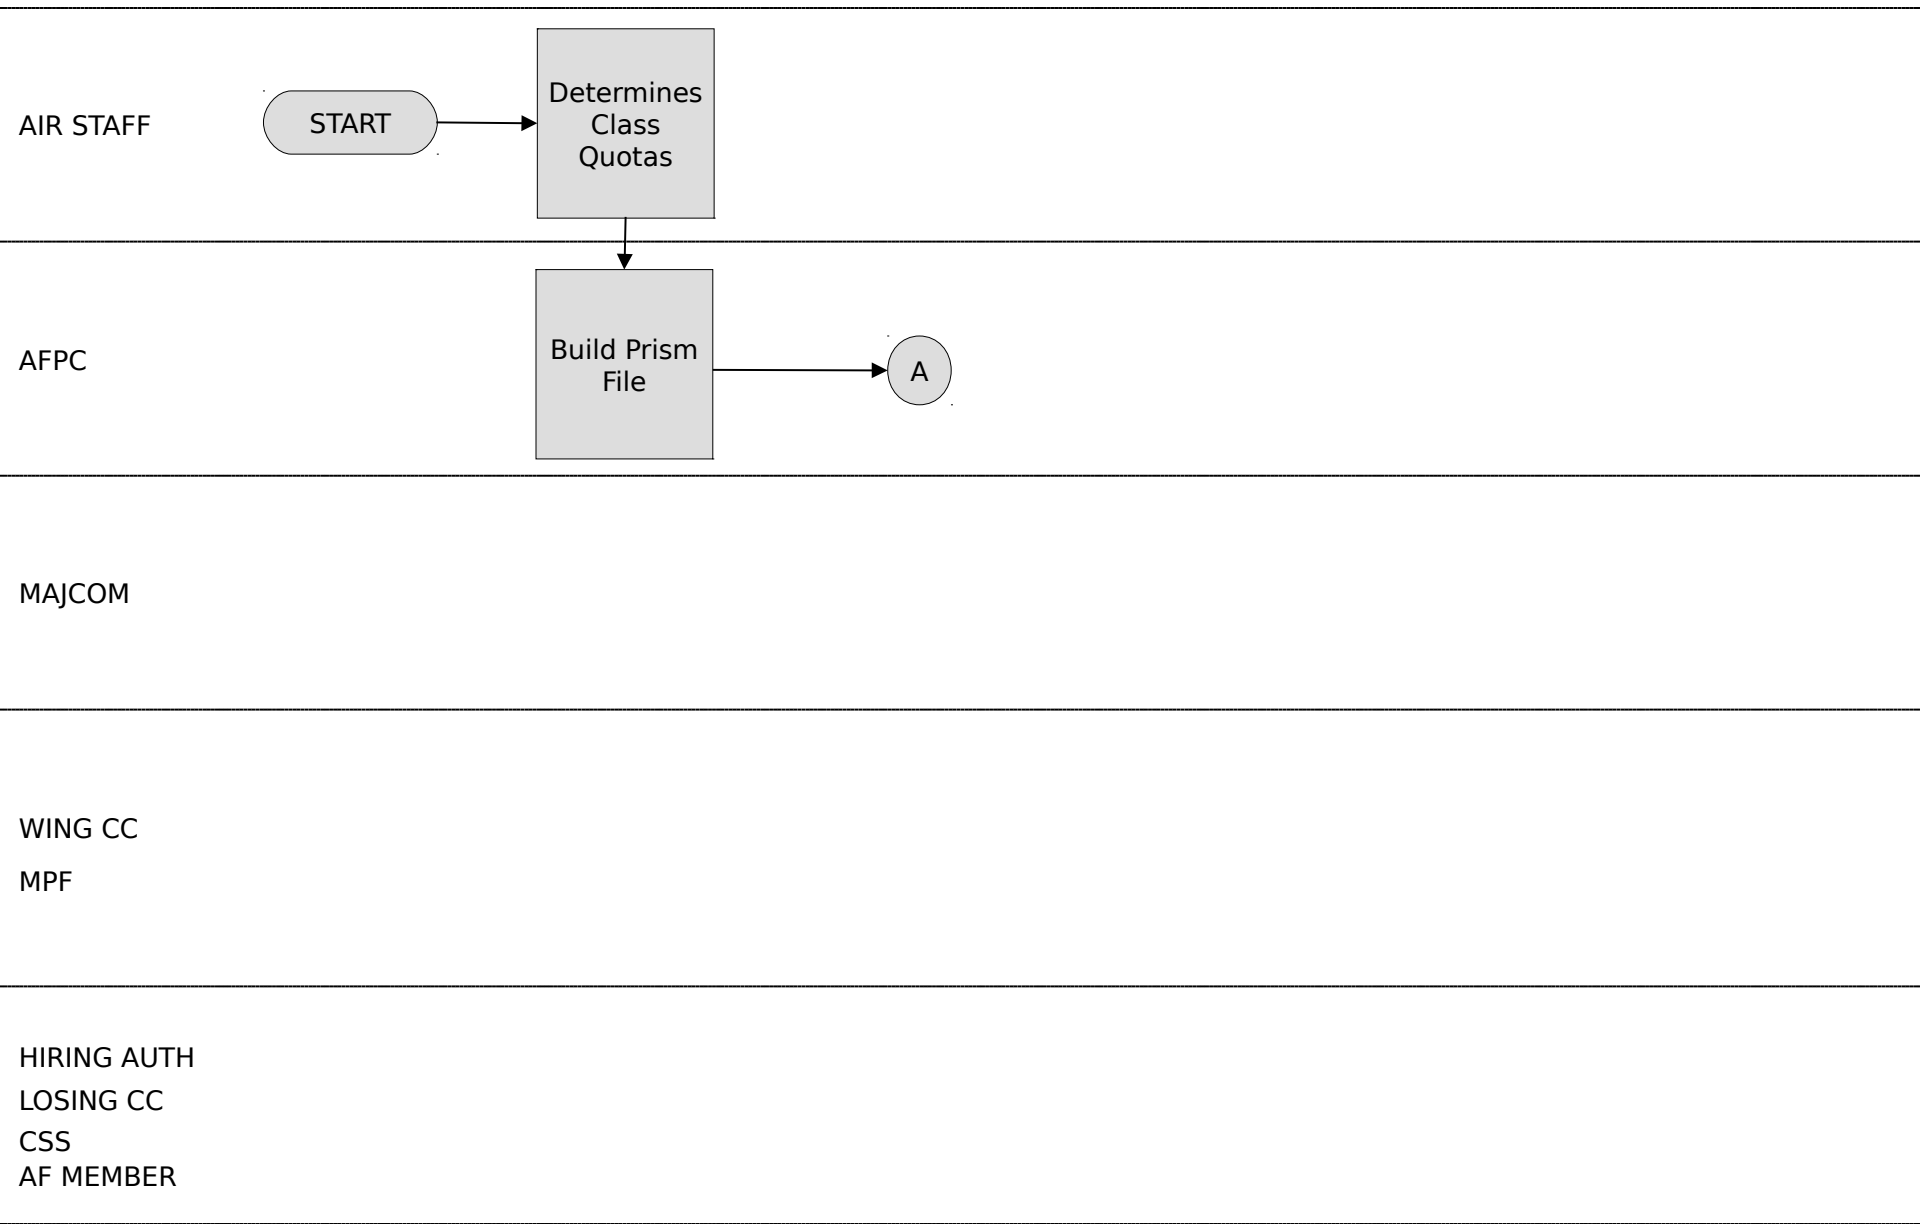 AIR STAFF
START
Determines
Class
Quotas
AFPC
Build Prism
File
A
MAJCOM
WING CC
MPF
HIRING AUTH
LOSING CC
CSS
AF MEMBER